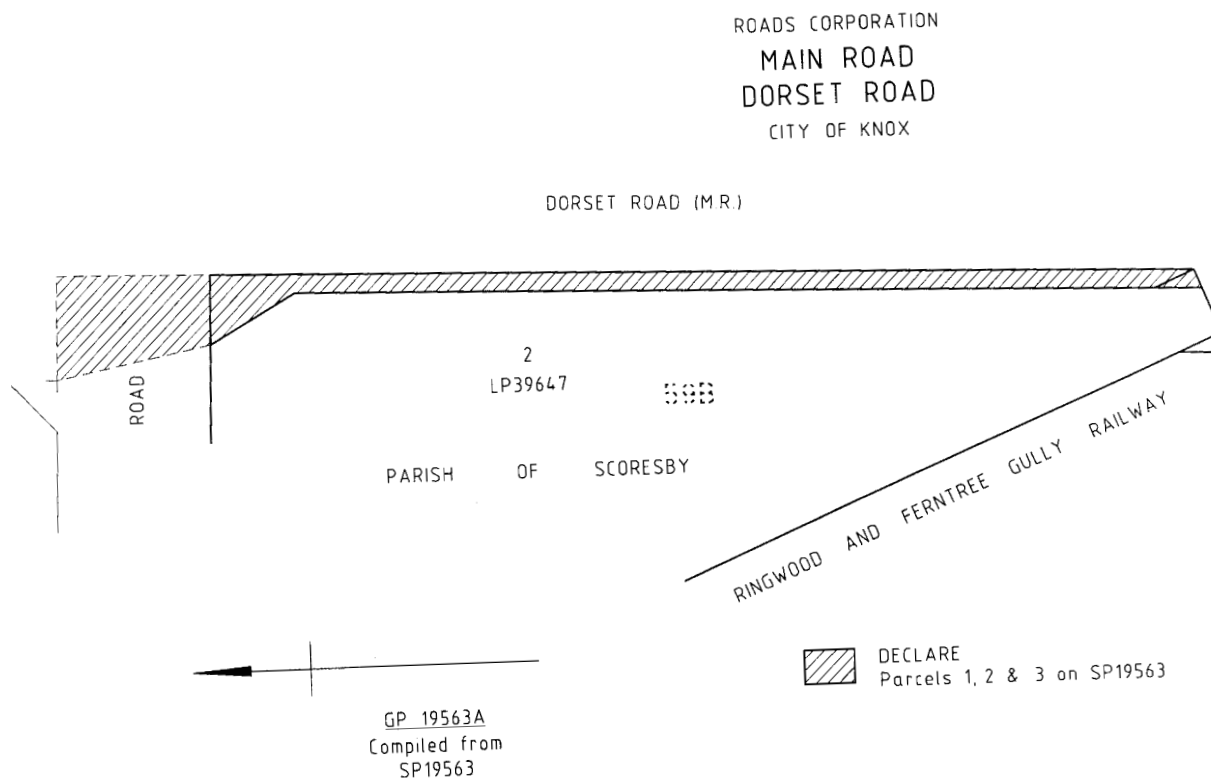 ROADS CORPORATION
MAIN ROAD
DORSET ROAD
CITY OF KNOX
DORSET ROAD (M.R.)
ROAD
2
LP39647
59B
PARISH OF SCORESBY
RINGWOOD AND FERNTREE GULLY RAILWAY
DECLARE
Parcels 1, 2 & 3 on SP19563
GP 19563A
Compiled from
SP19563